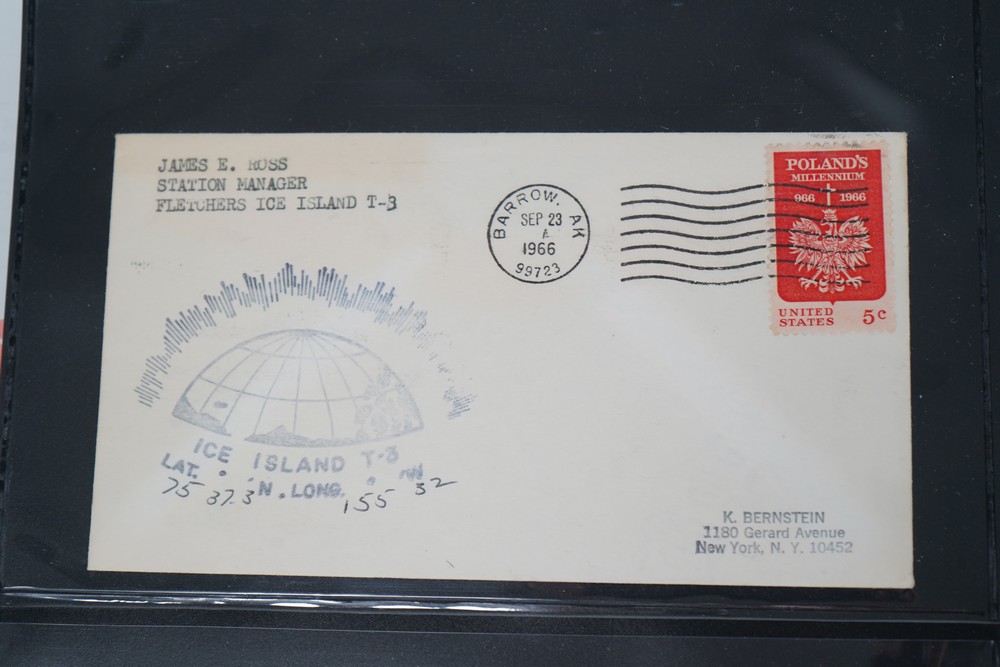 JAMES E. ROSS
STATION MANAGER
FLETCHERS ICE ISLAND T-3
BARROW, AK
SEP 23
A
1966
99723
POLAND'S
MILLENNIUM
966 1966
UNITED
STATES 5c
ICE ISLAND T-3
LAT. ° ' N. LONG. ° ' W
75 37.3 155 32
K. BERNSTEIN
1180 Gerard Avenue
New York, N. Y. 10452